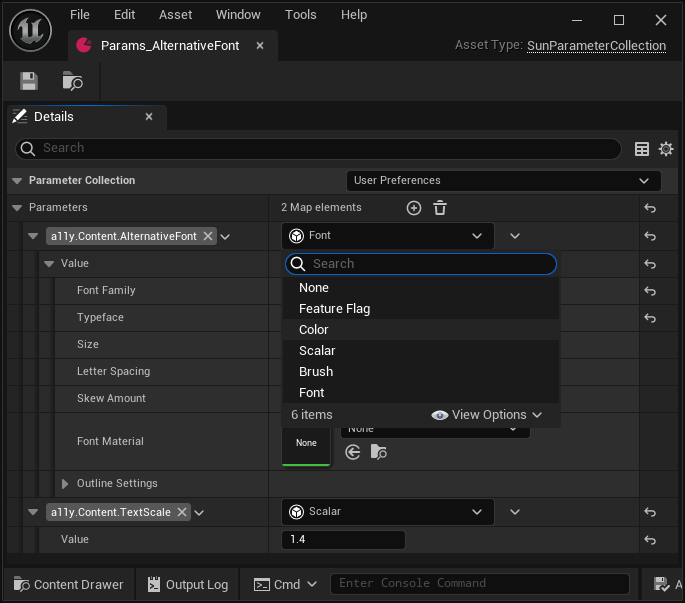 File Edit Asset Window Tools Help
Params_AlternativeFont
Asset Type: SunParameterCollection
Details
Search
Parameter Collection User Preferences
Parameters 2 Map elements
a11y.Content.AlternativeFont Font
Value Search
Font Family None
Typeface Feature Flag
Size Color
Letter Spacing Scalar
Skew Amount Brush
Font
6 items View Options
Font Material None None
Outline Settings
a11y.Content.TextScale Scalar
Value 1.4
Content Drawer Output Log Cmd Enter Console Command A